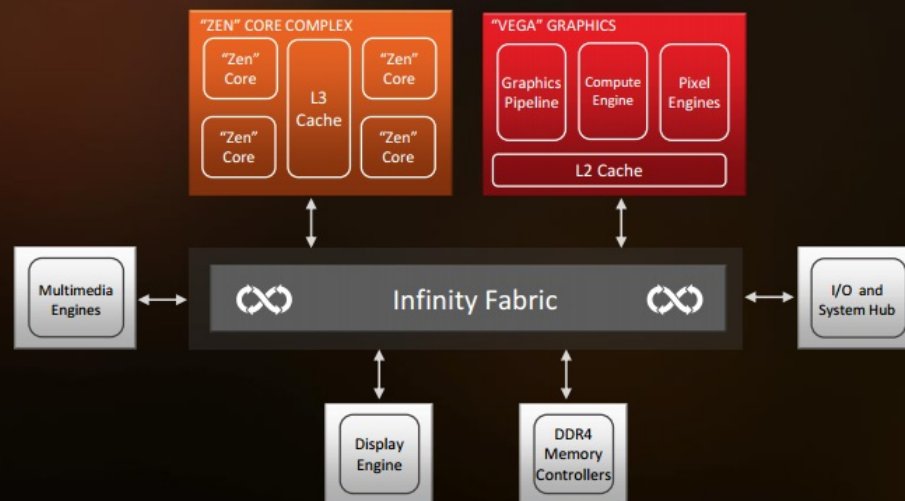 “ZEN” CORE COMPLEX
“Zen”
Core
“Zen”
Core
L3
Cache
“Zen”
Core
“Zen”
Core
“VEGA” GRAPHICS
Graphics
Pipeline
Compute
Engine
Pixel
Engines
L2 Cache
Multimedia
Engines
Infinity Fabric
I/O and
System Hub
Display
Engine
DDR4
Memory
Controllers